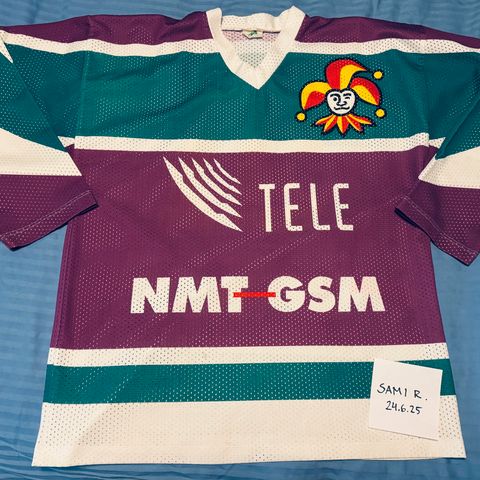 TELE
NMT-GSM
SAMI R.
24.6.25